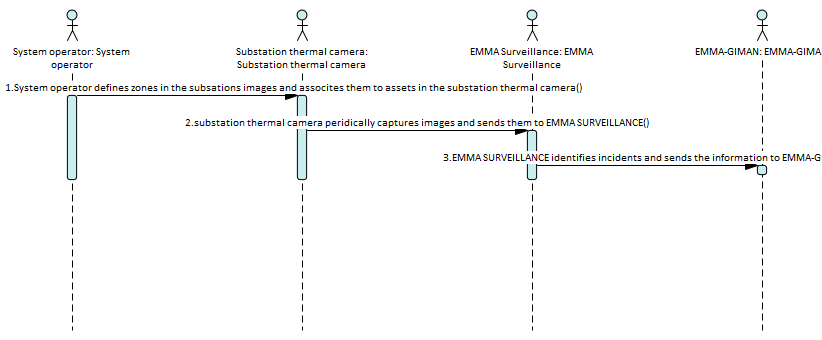 System operator: System
operator
Substation thermal camera:
Substation thermal camera
EMMA Surveillance: EMMA
Surveillance
EMMA-GIMAN: EMMA-GIMA
1.System operator defines zones in the subsations images and assocites them to assets in the substation thermal camera()
2.substation thermal camera peridically captures images and sends them to EMMA SURVEILLANCE()
3.EMMA SURVEILLANCE identifies incidents and sends the information to EMMA-G